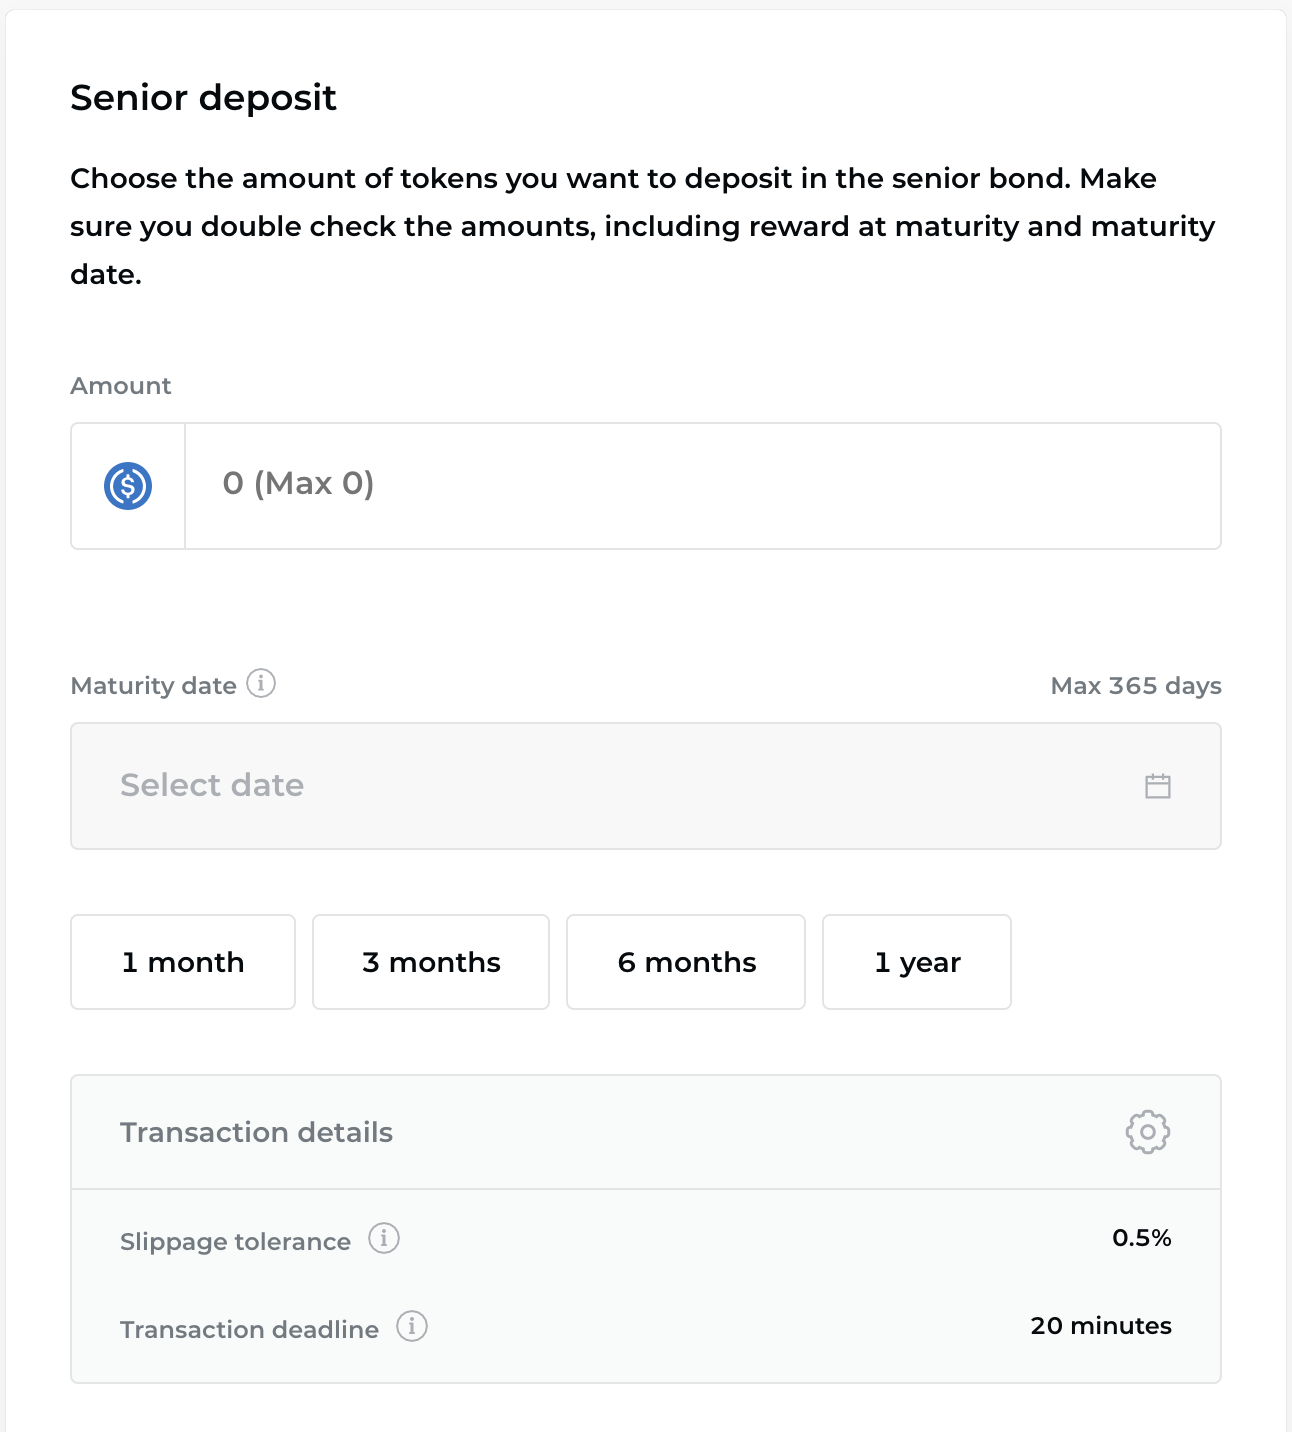 Senior deposit
Choose the amount of tokens you want to deposit in the senior bond. Make
sure you double check the amounts, including reward at maturity and maturity
date.
Amount
0 (Max 0)
Maturity date
Max 365 days
Select date
1 month
3 months
6 months
1 year
Transaction details
Slippage tolerance
0.5%
Transaction deadline
20 minutes